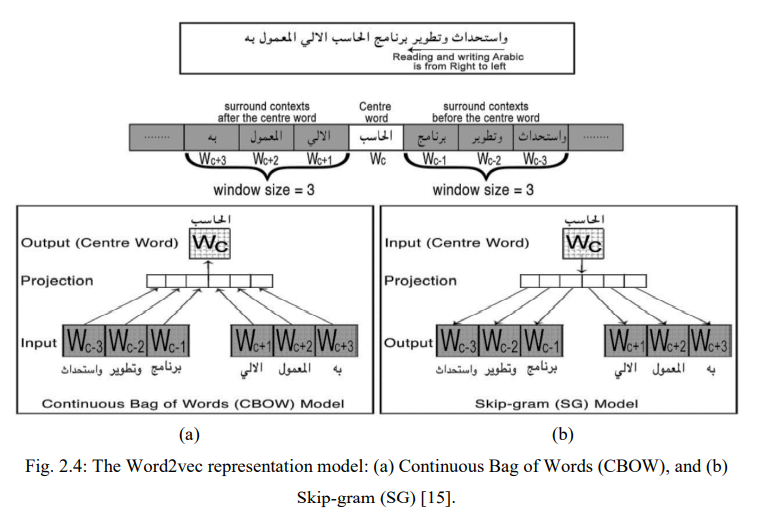 واستحداث وتطوير برنامج الحاسب الالي المعمول به
Reading and writing Arabic
is from Right to left
surround contexts
after the centre word
Centre
word
surround contexts
before the centre word
........ به المعمول الالي الحاسب برنامج وتطوير واستحداث ........
Wc+3 Wc+2 Wc+1 Wc Wc-1 Wc-2 Wc-3
window size = 3 window size = 3
الحاسب
Output (Centre Word) Wc
Projection
Input Wc-3 Wc-2 Wc-1 Wc+1 Wc+2 Wc+3
واستحداث وتطوير برنامج الالي المعمول به
Continuous Bag of Words (CBOW) Model
الحاسب
Input (Centre Word) Wc
Projection
Output Wc-3 Wc-2 Wc-1 Wc+1 Wc+2 Wc+3
واستحداث وتطوير برنامج الالي المعمول به
Skip-gram (SG) Model
(a) (b)
Fig. 2.4: The Word2vec representation model: (a) Continuous Bag of Words (CBOW), and (b)
Skip-gram (SG) [15].